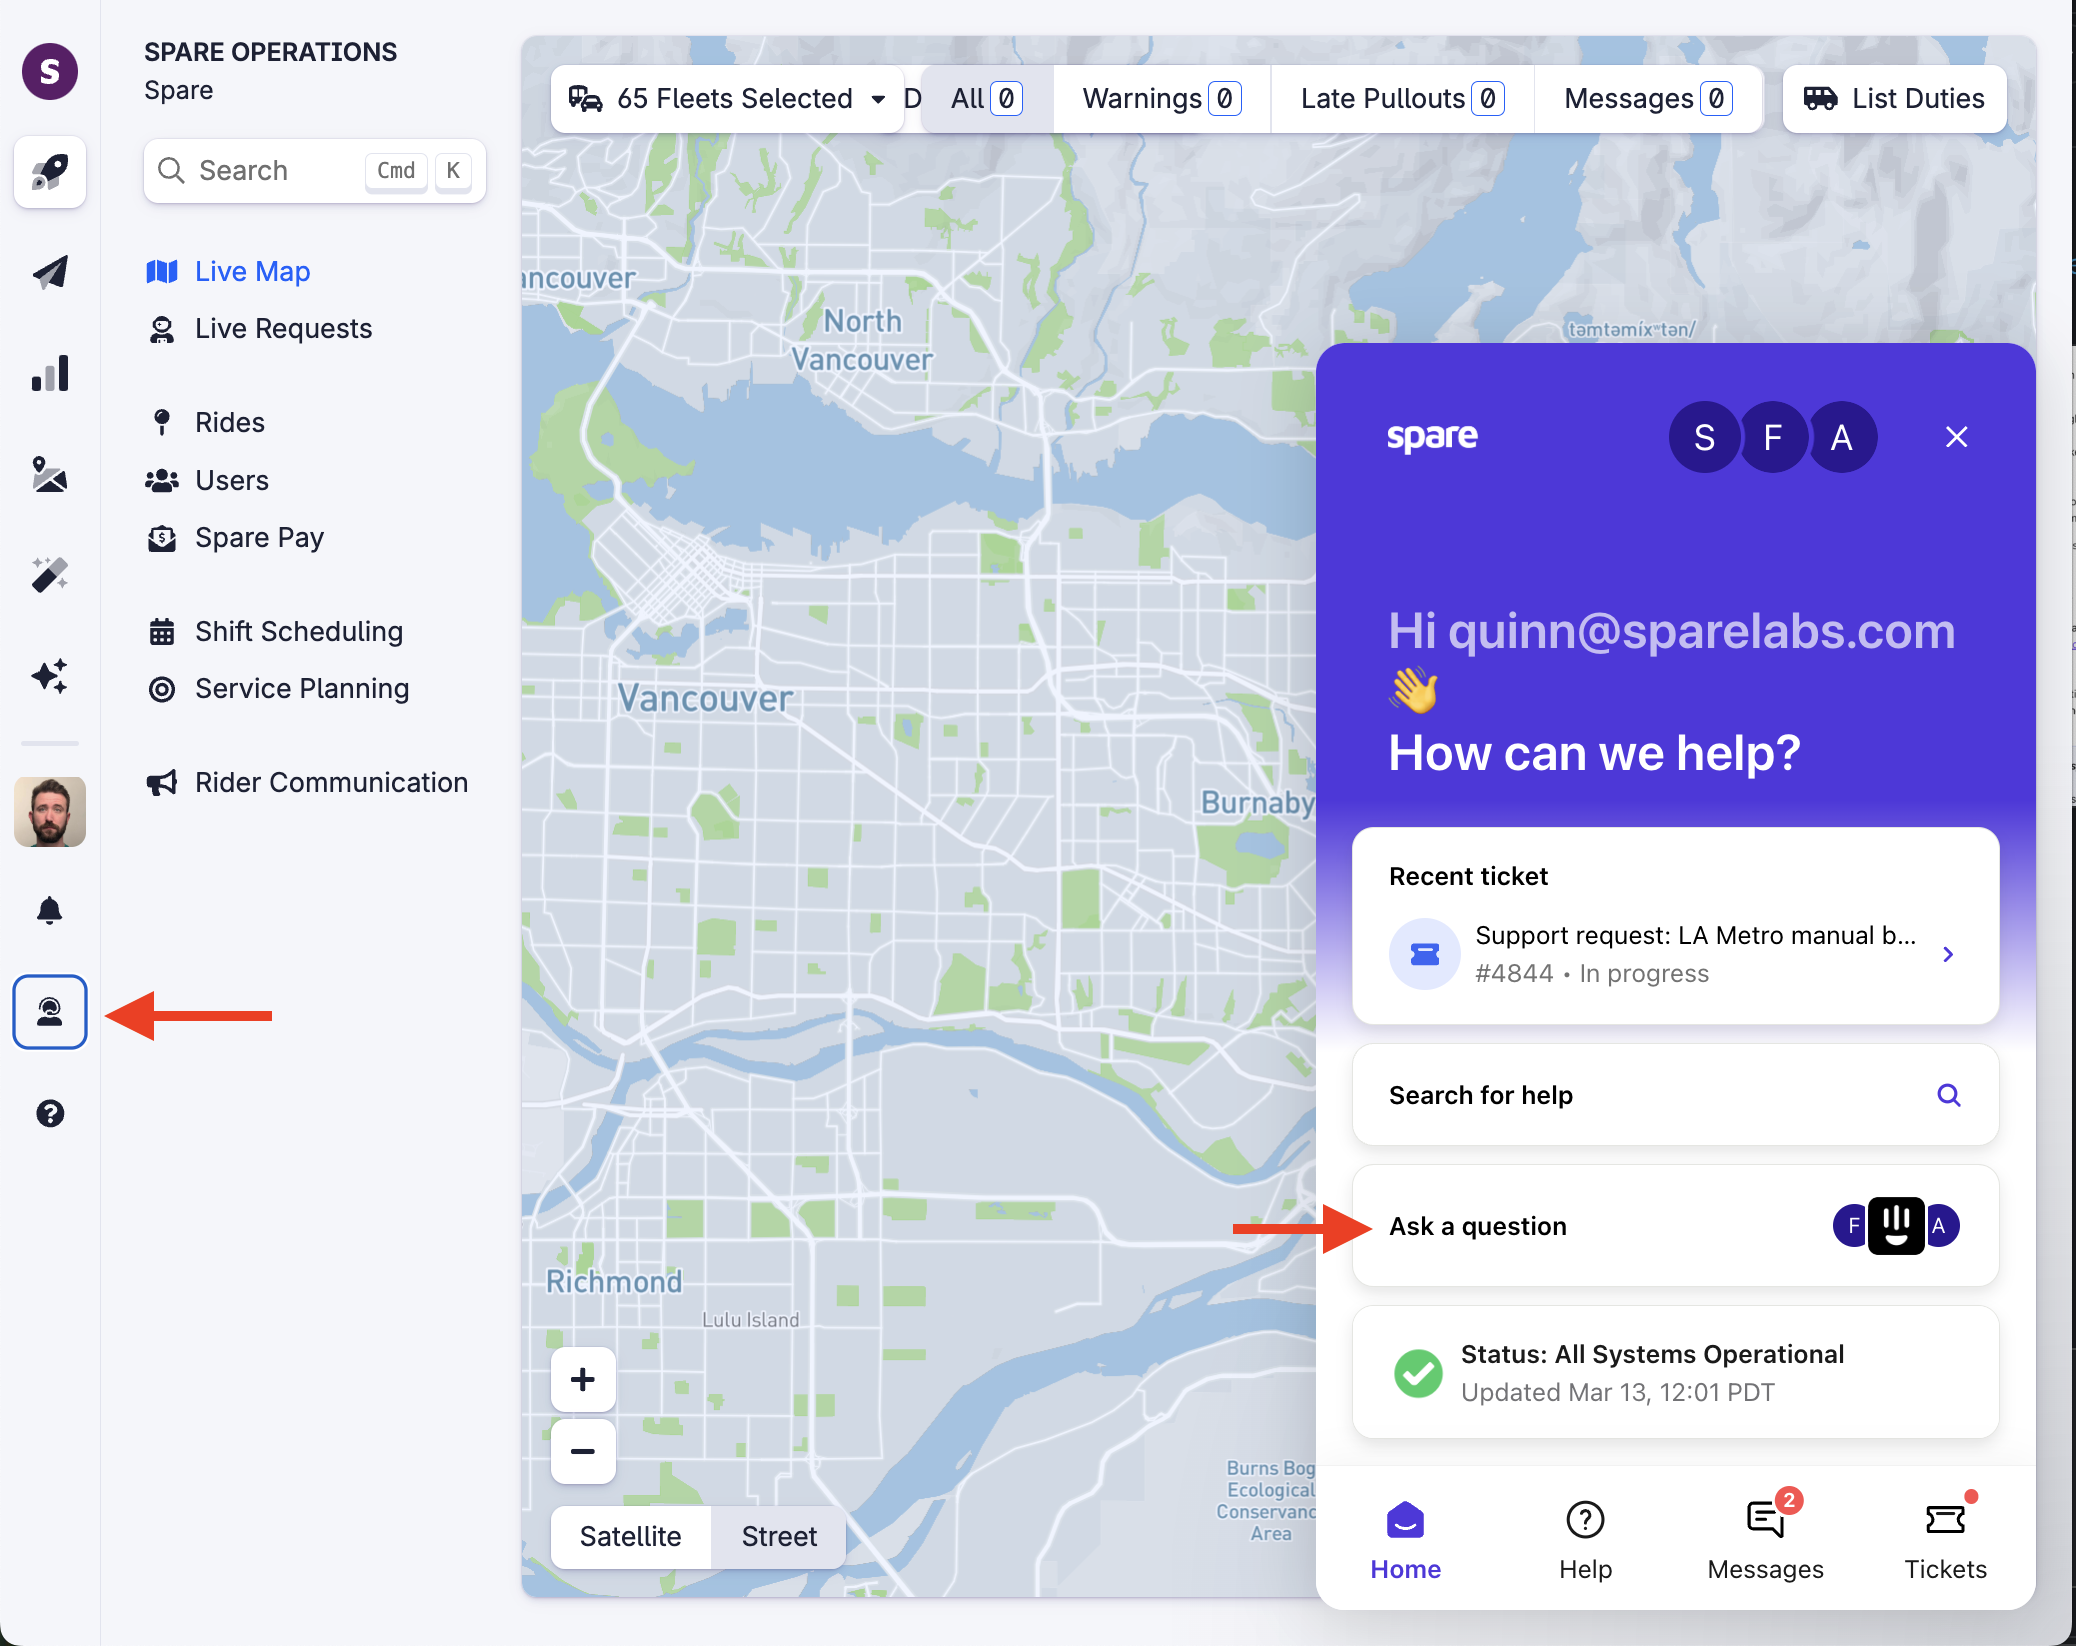 S
SPARE OPERATIONS
Spare
Search Cmd K
Live Map
Live Requests
Rides
Users
Spare Pay
Shift Scheduling
Service Planning
Rider Communication
65 Fleets Selected
D
All 0
Warnings 0
Late Pullouts 0
Messages 0
List Duties
ancouver
North
Vancouver
təmtəmíxʷtən/
Vancouver
Burnaby
Richmond
Lulu Island
Burns Bog
Ecological
Conservanc
Area
+
−
Satellite
Street
spare
S F A
Hi quinn@sparelabs.com
👋
How can we help?
Recent ticket
Support request: LA Metro manual b...
#4844 • In progress
Search for help
Ask a question
F A
Status: All Systems Operational
Updated Mar 13, 12:01 PDT
Home
Help
2
Messages
Tickets